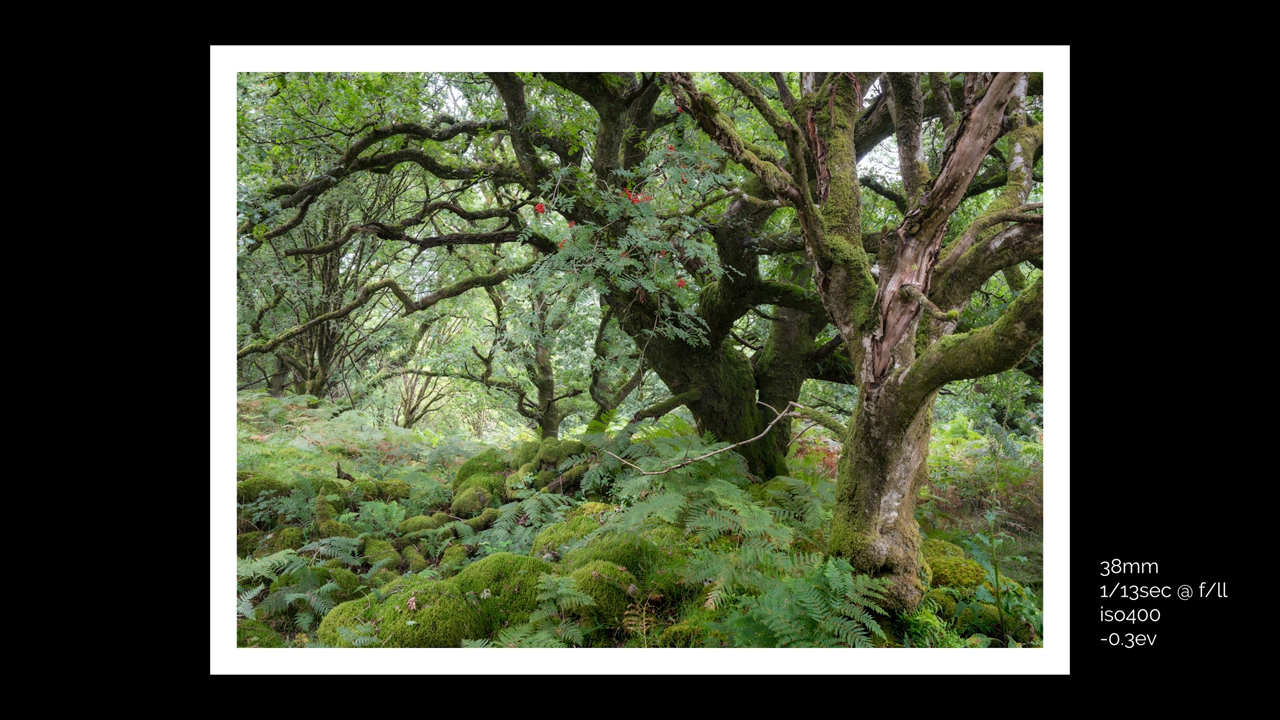 38mm
1/13sec @ f/ll
iso400
-0.3ev